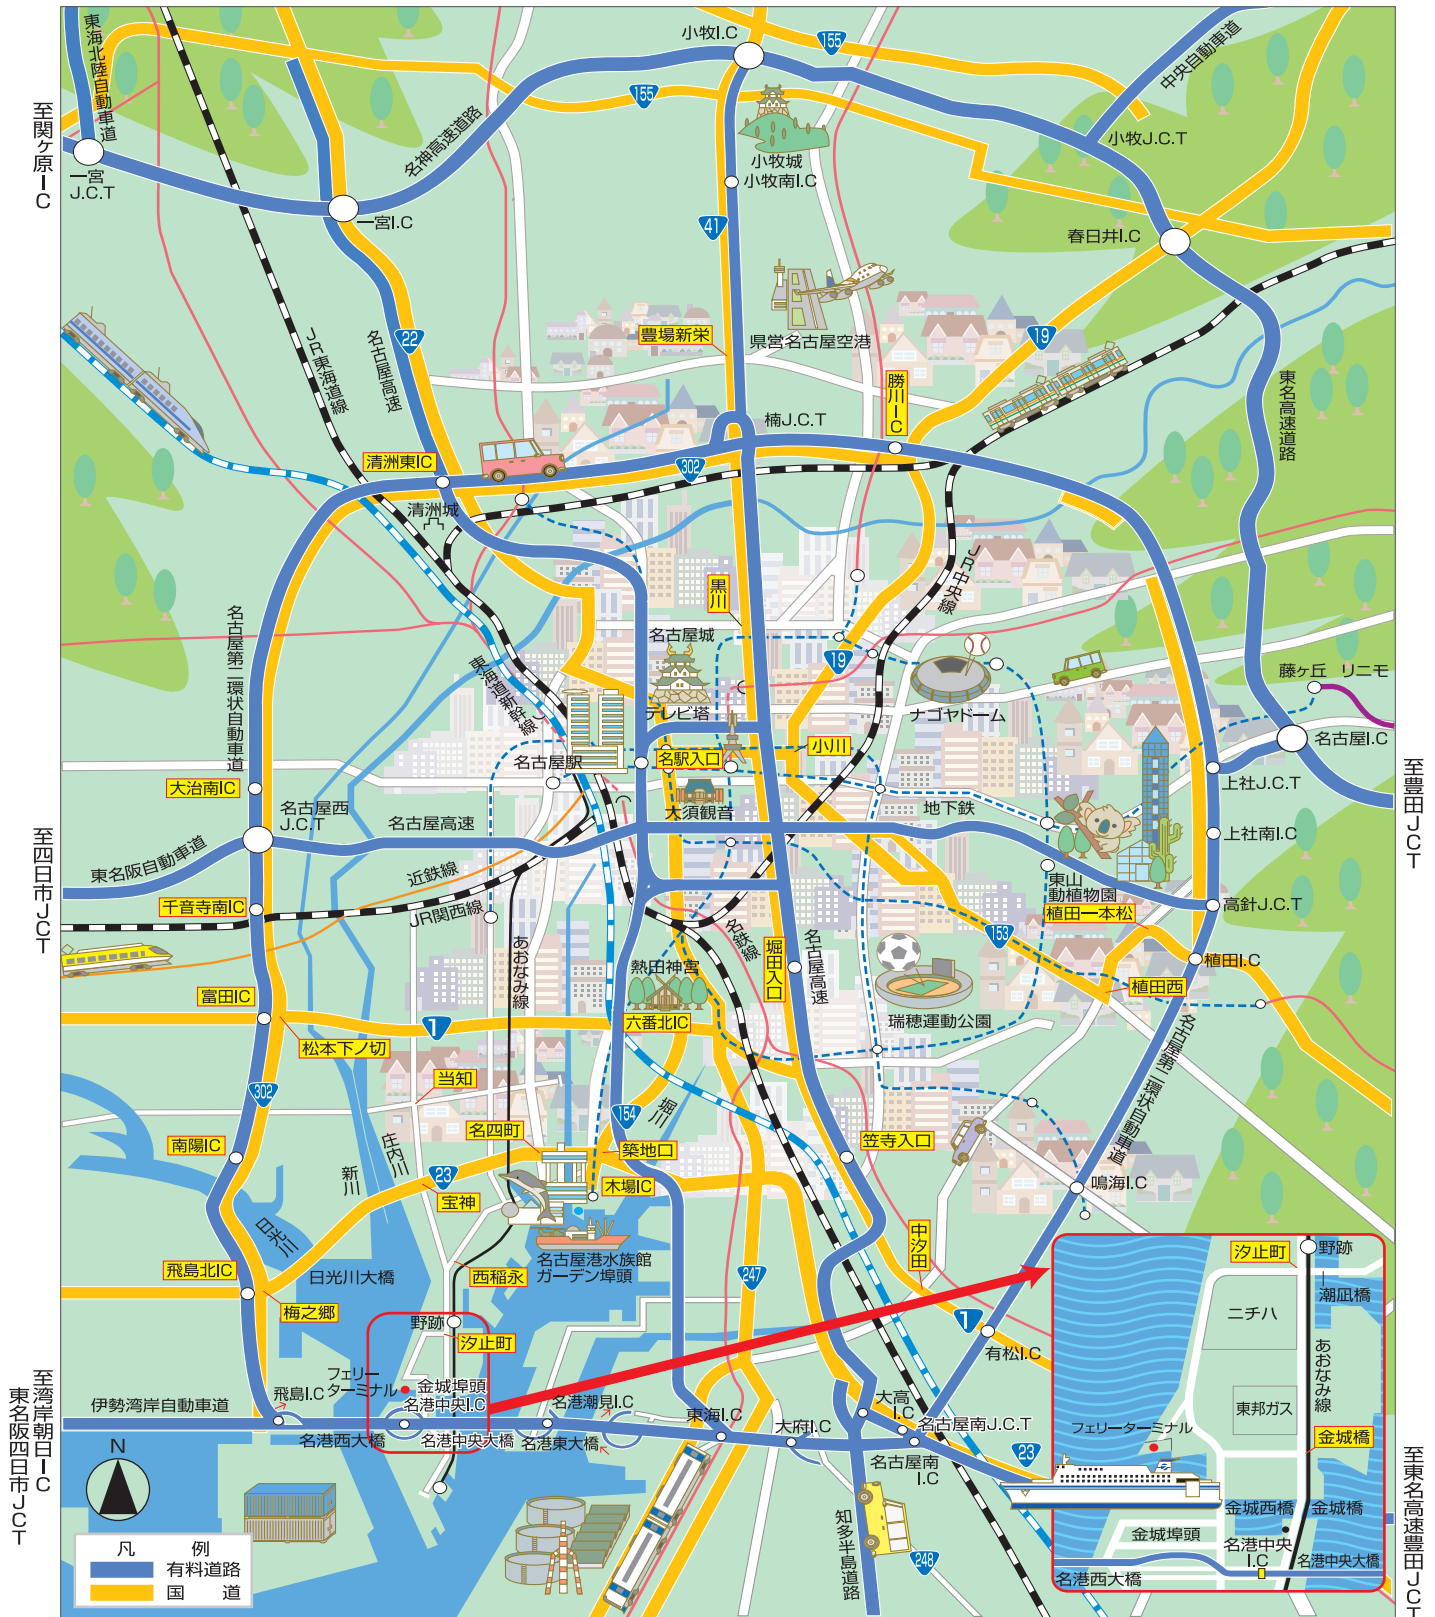 東海北陸自動車道
小牧I.C
155
中央自動車道
至関ヶ原IC
155
名神高速道路
小牧J.C.T
一宮
J.C.T
小牧城
小牧南I.C
一宮I.C
41
春日井I.C
豊場新栄
県営名古屋空港
22
名古屋高速
JR東海道線
19
勝川IC
東名高速道路
楠J.C.T
清洲東IC
302
清洲城
JR中央線
黒川
名古屋第二環状自動車道
名古屋城
19
東海道新幹線
テレビ塔
ナゴヤドーム
藤ヶ丘
リニモ
名古屋I.C
名古屋駅
名駅入口
小川
至豊田JCT
大治南IC
上社J.C.T
大須観音
地下鉄
名古屋西
J.C.T
名古屋高速
上社南I.C
至四日市JCT
東名阪自動車道
近鉄線
東山
動植物園
千音寺南IC
JR関西線
高針J.C.T
植田一本松
153
あおなみ線
名鉄線
堀田入口
名古屋高速
植田I.C
熱田神宮
植田西
富田IC
六番北IC
瑞穂運動公園
1
松本下ノ切
名古屋第二環状自動車道
当知
302
154
堀川
名四町
築地口
笠寺入口
南陽IC
庄内川
新川
23
宝神
木場IC
鳴海I.C
日光川
中汐田
汐止町
野跡
飛島北IC
日光川大橋
名古屋港水族館
ガーデン埠頭
西稲永
247
潮凪橋
梅之郷
ニチハ
野跡
汐止町
1
有松I.C
あおなみ線
至湾岸朝日IC
東名阪四日市JCT
フェリー
ターミナル
金城埠頭
名港中央I.C
東邦ガス
伊勢湾岸自動車道
飛島I.C
名港潮見I.C
東海I.C
大府I.C
大高
I.C
名古屋南J.C.T
フェリーターミナル
金城橋
名港西大橋
名港中央大橋
名港東大橋
名古屋南
I.C
23
至東名高速豊田JCT
N
金城西橋
金城橋
知多半島道路
金城埠頭
名港中央
I.C
名港中央大橋
248
名港西大橋
凡 例
有料道路
国 道